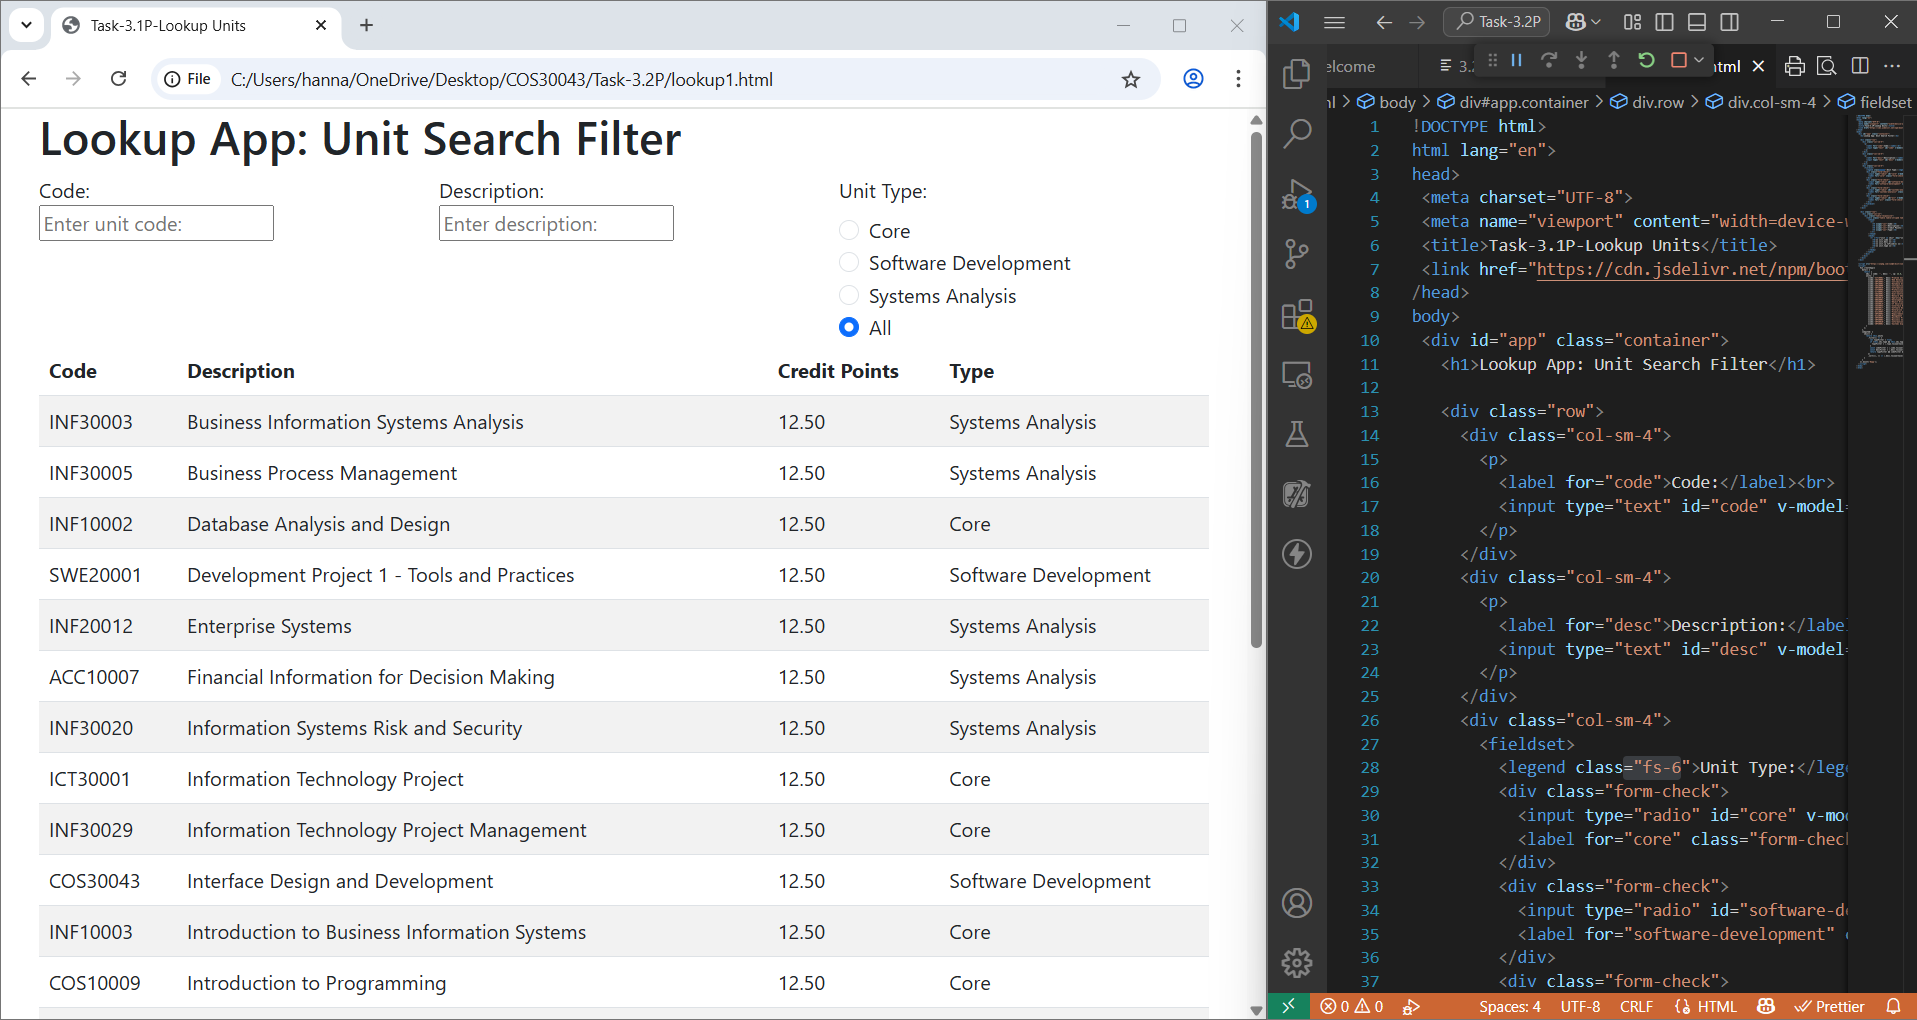 Task-3.1P-Lookup Units
File C:/Users/hanna/OneDrive/Desktop/COS30043/Task-3.2P/lookup1.html
Lookup App: Unit Search Filter
Code:
Enter unit code:
Description:
Enter description:
Unit Type:
Core
Software Development
Systems Analysis
All
Code Description Credit Points Type
INF30003 Business Information Systems Analysis 12.50 Systems Analysis
INF30005 Business Process Management 12.50 Systems Analysis
INF10002 Database Analysis and Design 12.50 Core
SWE20001 Development Project 1 - Tools and Practices 12.50 Software Development
INF20012 Enterprise Systems 12.50 Systems Analysis
ACC10007 Financial Information for Decision Making 12.50 Systems Analysis
INF30020 Information Systems Risk and Security 12.50 Systems Analysis
ICT30001 Information Technology Project 12.50 Core
INF30029 Information Technology Project Management 12.50 Core
COS30043 Interface Design and Development 12.50 Software Development
INF10003 Introduction to Business Information Systems 12.50 Core
COS10009 Introduction to Programming 12.50 Core
Task-3.2P
elcome 3. html
l body div#app.container div.row div.col-sm-4 fieldset
1 !DOCTYPE html>
2 html lang="en">
3 head>
4 <meta charset="UTF-8">
5 <meta name="viewport" content="width=device-w
6 <title>Task-3.1P-Lookup Units</title>
7 <link href="https://cdn.jsdelivr.net/npm/boot
8 /head>
9 body>
10 <div id="app" class="container">
11 <h1>Lookup App: Unit Search Filter</h1>
12
13 <div class="row">
14 <div class="col-sm-4">
15 <p>
16 <label for="code">Code:</label><br>
17 <input type="text" id="code" v-model=
18 </p>
19 </div>
20 <div class="col-sm-4">
21 <p>
22 <label for="desc">Description:</label
23 <input type="text" id="desc" v-model=
24 </p>
25 </div>
26 <div class="col-sm-4">
27 <fieldset>
28 <legend class="fs-6">Unit Type:</lege
29 <div class="form-check">
30 <input type="radio" id="core" v-mod
31 <label for="core" class="form-check
32 </div>
33 <div class="form-check">
34 <input type="radio" id="software-de
35 <label for="software-development" c
36 </div>
37 <div class="form-check">
1
0 0 Spaces: 4 UTF-8 CRLF HTML Prettier